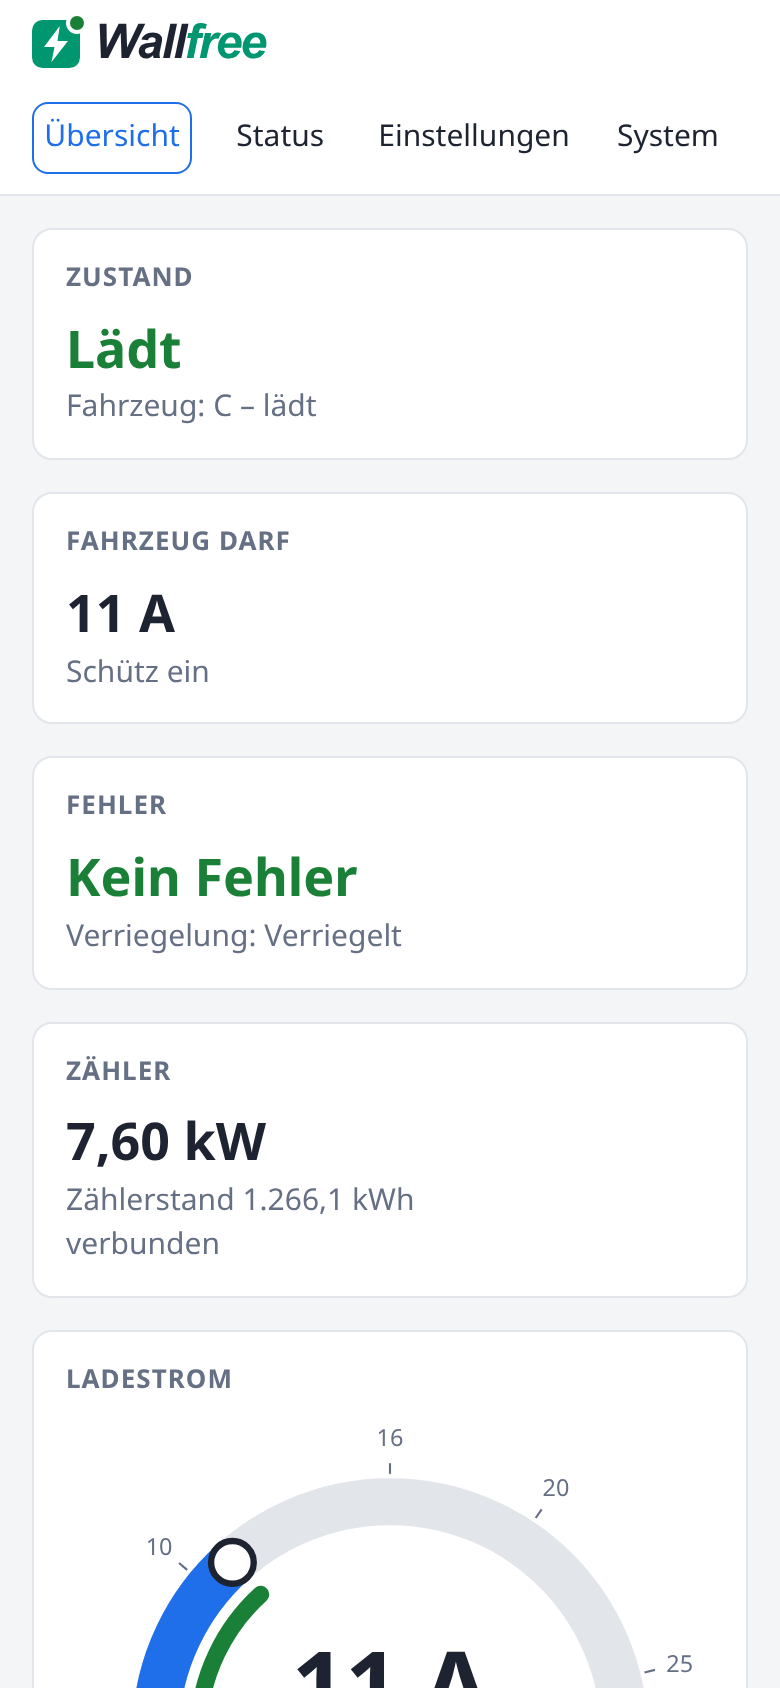 Wallfree
Übersicht Status Einstellungen System
ZUSTAND
Lädt
Fahrzeug: C – lädt
FAHRZEUG DARF
11 A
Schütz ein
FEHLER
Kein Fehler
Verriegelung: Verriegelt
ZÄHLER
7,60 kW
Zählerstand 1.266,1 kWh
verbunden
LADESTROM
16
20
10
25
11 A